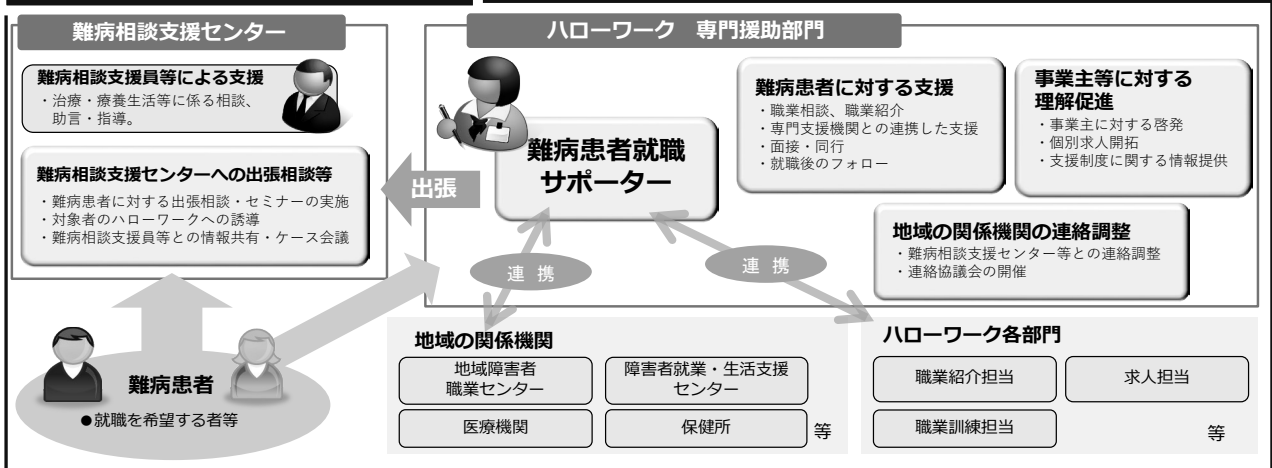 難病相談支援センター
難病相談支援員等による支援
・治療・療養生活等に係る相談、
助言・指導。
難病相談支援センターへの出張相談等
・難病患者に対する出張相談・セミナーの実施
・対象者のハローワークへの誘導
・難病相談支援員等との情報共有・ケース会議
出張
ハローワーク 専門援助部門
難病患者就職
サポーター
難病患者に対する支援
・職業相談、職業紹介
・専門支援機関との連携した支援
・面接・同行
・就職後のフォロー
事業主等に対する
理解促進
・事業主に対する啓発
・個別求人開拓
・支援制度に関する情報提供
地域の関係機関の連絡調整
・難病相談支援センター等との連絡調整
・連絡協議会の開催
連 携
連 携
難病患者
●就職を希望する者等
地域の関係機関
地域障害者
職業センター
障害者就業・生活支援
センター
医療機関
保健所
等
ハローワーク各部門
職業紹介担当
求人担当
職業訓練担当
等